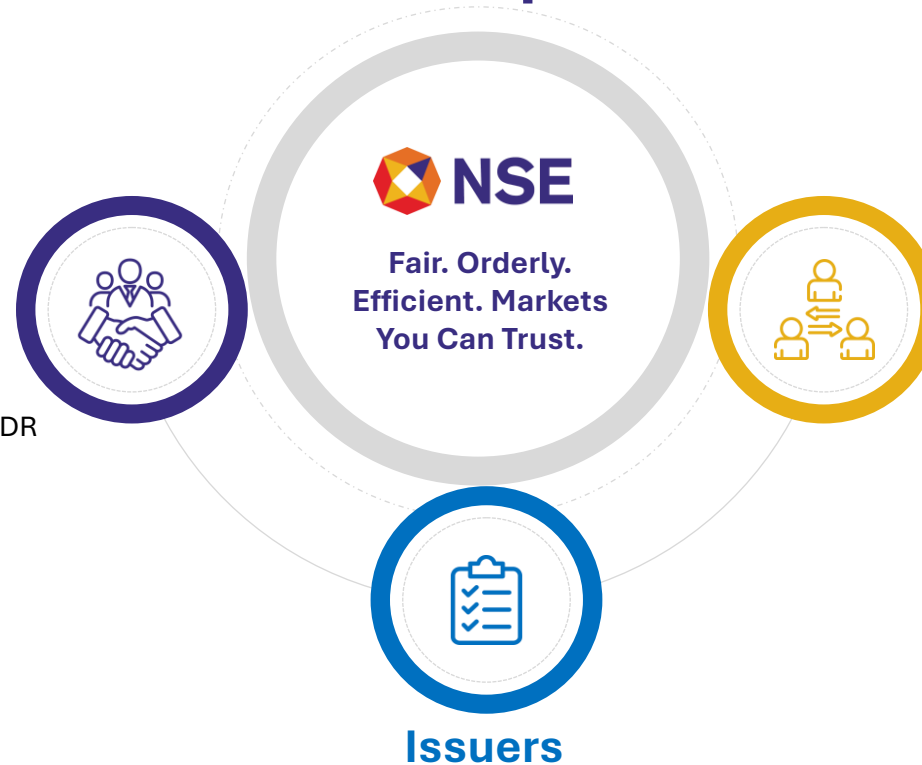 NSE
Fair. Orderly.
Efficient. Markets
You Can Trust.
DR
Issuers